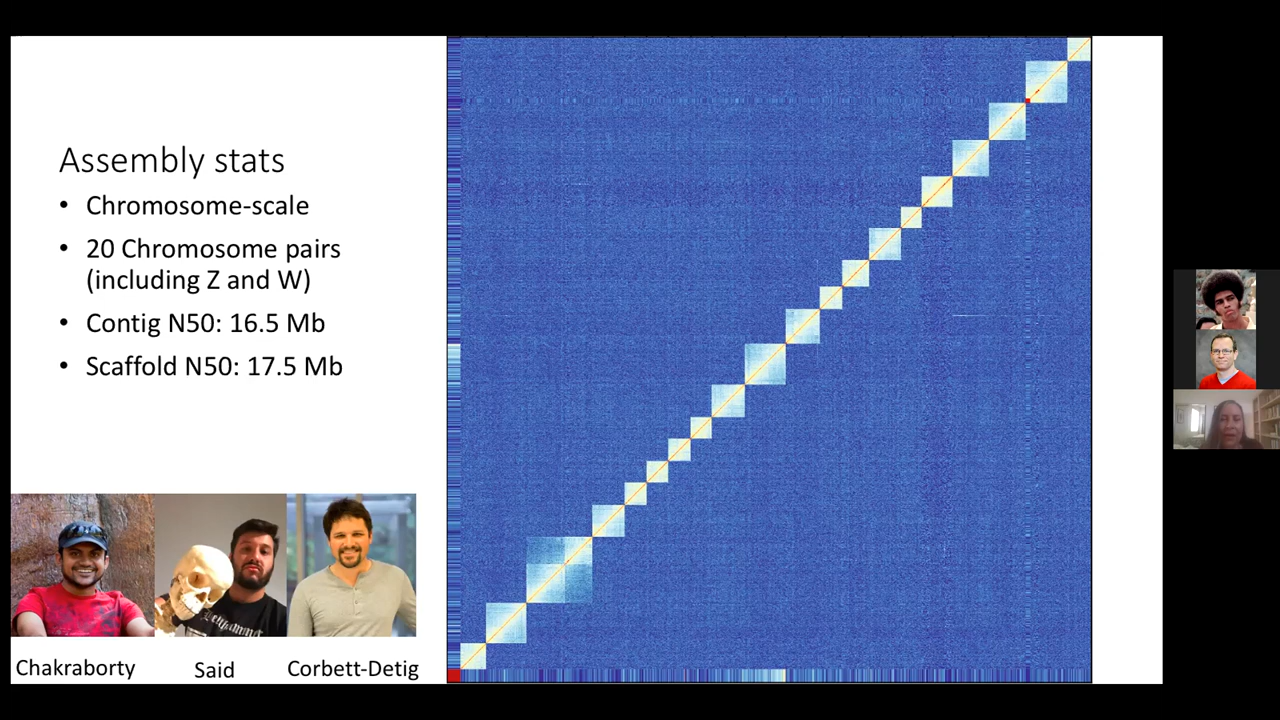 Assembly stats
• Chromosome-scale
• 20 Chromosome pairs
(including Z and W)
• Contig N50: 16.5 Mb
• Scaffold N50: 17.5 Mb
Chakraborty
Said
Corbett-Detig